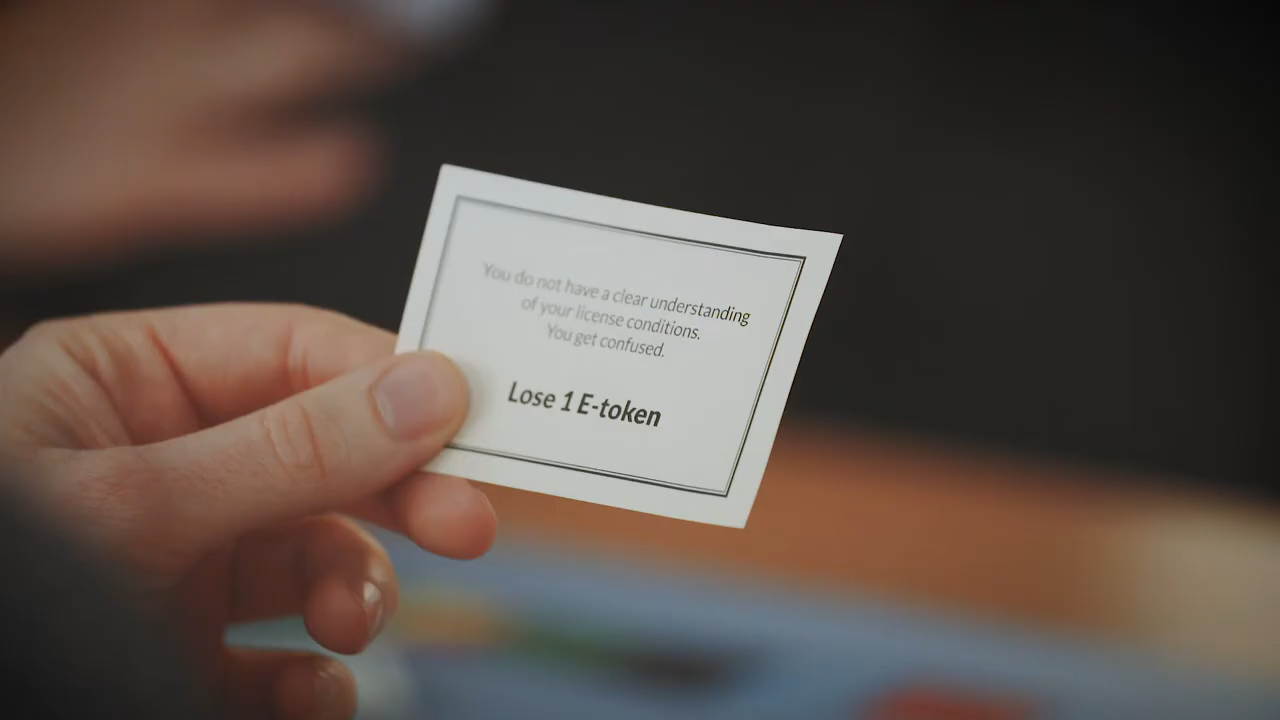 You do not have a clear understanding
of your license conditions.
You get confused.
Lose 1 E-token